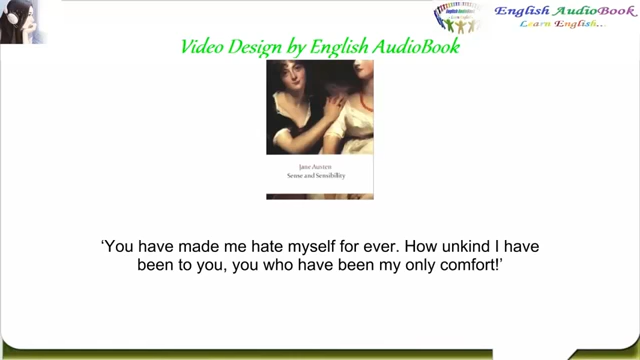 English AudioBook
Learn English...
Video Design by English AudioBook
Jane Austen
Sense and Sensibility
‘You have made me hate myself for ever. How unkind I have
been to you, you who have been my only comfort!’